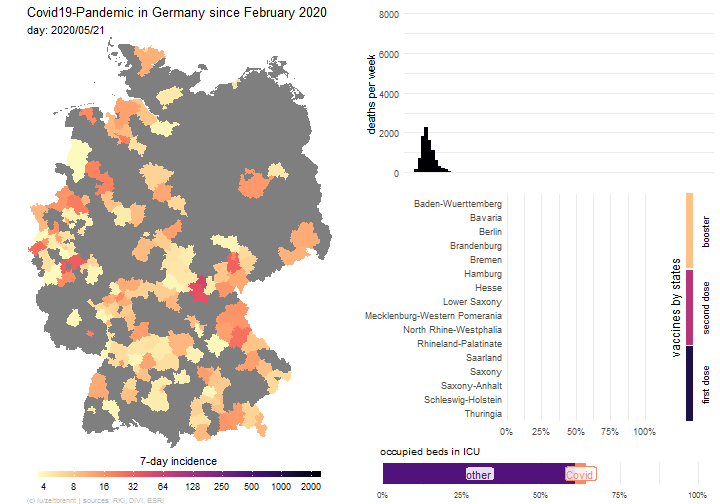 Covid19-Pandemic in Germany since February 2020
day: 2020/05/21
7-day incidence
4 8 16 32 64 128 250 500 1000 2000
(c) /u/zeitbrennt | sources: RKI, DIVI, ESRI
deaths per week
8000
6000
4000
2000
0
Baden-Wuerttemberg
Bavaria
Berlin
Brandenburg
Bremen
Hamburg
Hesse
Lower Saxony
Mecklenburg-Western Pomerania
North Rhine-Westphalia
Rhineland-Palatinate
Saarland
Saxony
Saxony-Anhalt
Schleswig-Holstein
Thuringia
0% 25% 50% 75% 100%
vaccines by states
booster
second dose
first dose
occupied beds in ICU
other Covid
0% 25% 50% 75% 100%